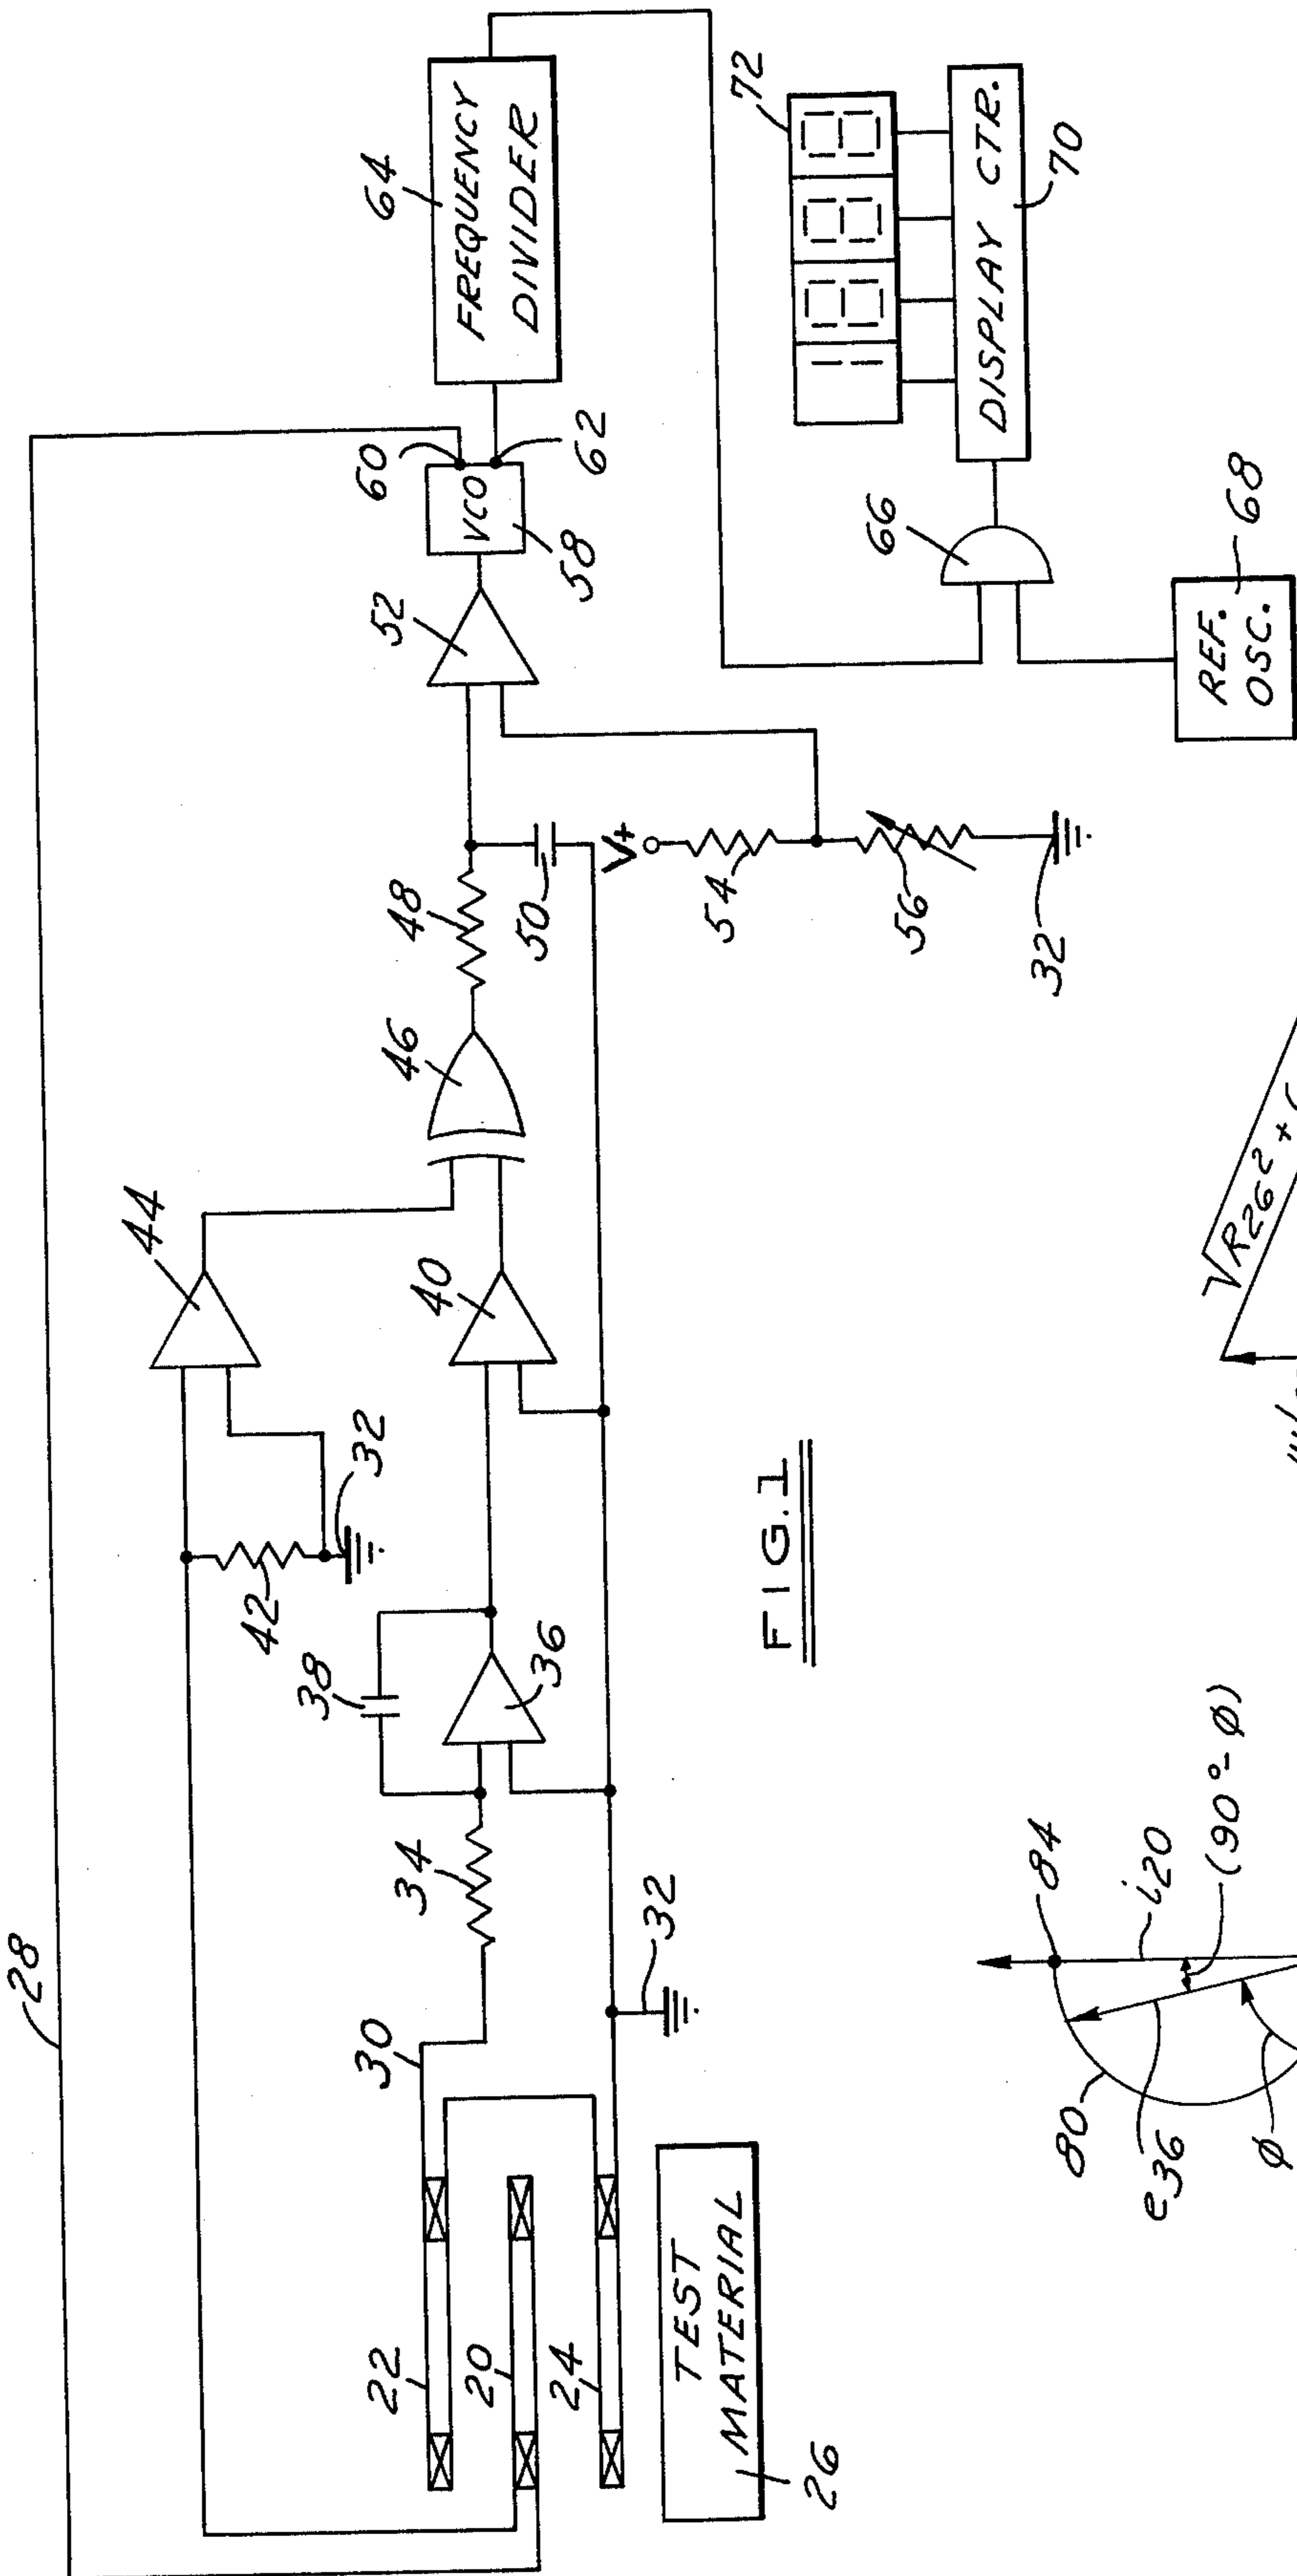 28
64
FREQUENCY
DIVIDER
60
VCO
62
58
52
44
46
48
50
V+
54
56
32
42
32
40
38
36
34
30
32
22
20
24
TEST
MATERIAL
26
72
DISPLAY CTR.
70
66
REF.
OSC.
68
FIG.1
84
i20
(90°-φ)
80
e36
φ
√R26² +